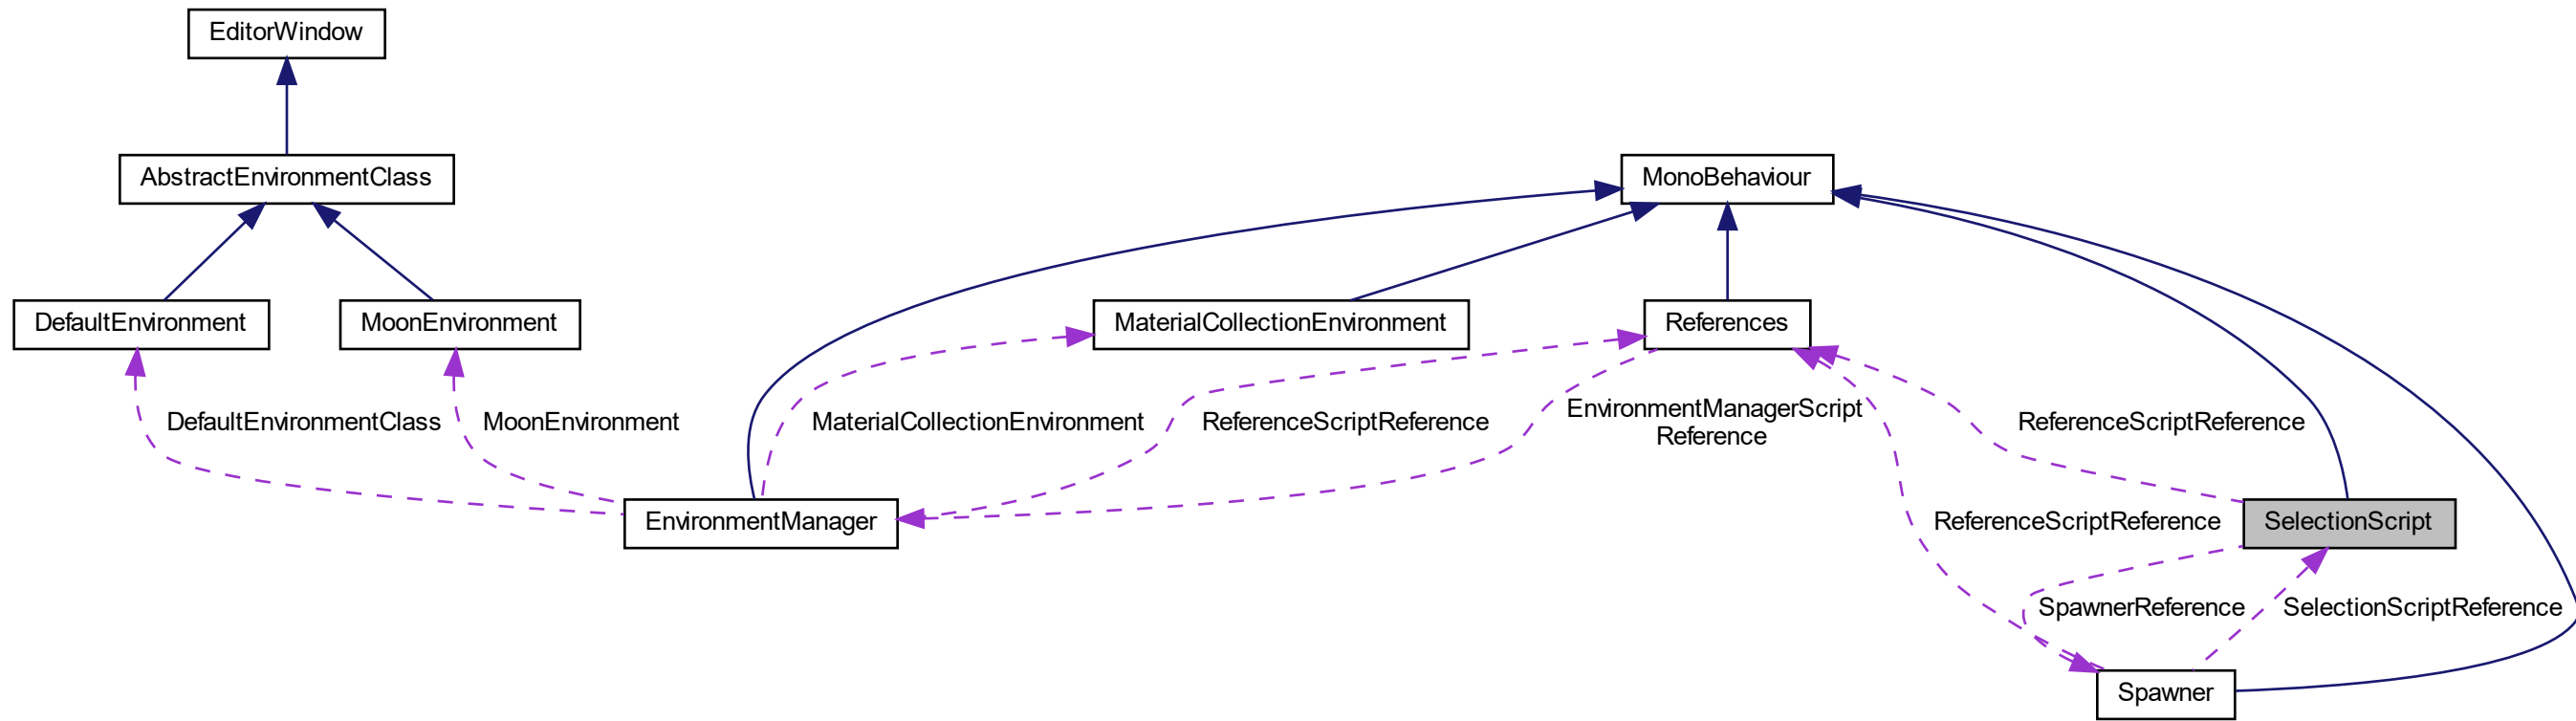 EditorWindow
AbstractEnvironmentClass
MonoBehaviour
DefaultEnvironment
MoonEnvironment
MaterialCollectionEnvironment
References
DefaultEnvironmentClass
MoonEnvironment
MaterialCollectionEnvironment
ReferenceScriptReference
EnvironmentManagerScript
Reference
ReferenceScriptReference
EnvironmentManager
ReferenceScriptReference
SelectionScript
SpawnerReference
SelectionScriptReference
Spawner